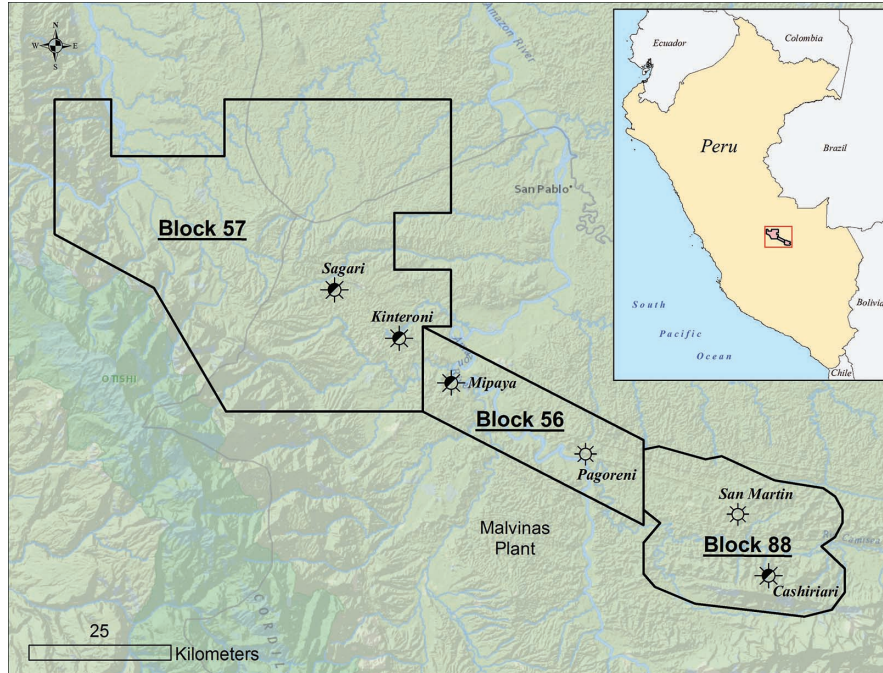 N
W E
S
Amazon River
San Pablo
Block 57
Sagari
Kinteroni
Mipaya
Block 56
Pagoreni
San Martin
Block 88
Cashiriari
Malvinas
Plant
OTISHI
CORDIL
25
Kilometers
Ecuador
Colombia
Peru
Brazil
Bolivia
South
Pacific
Ocean
Chile